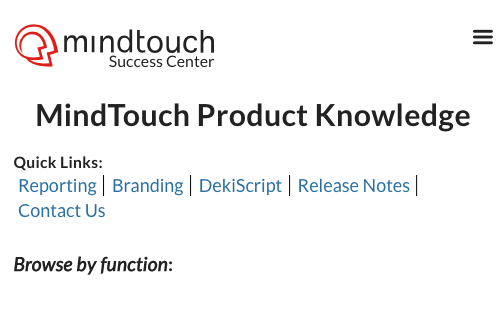 mindtouch
Success Center
MindTouch Product Knowledge
Quick Links:
Reporting | Branding | DekiScript | Release Notes |
Contact Us
Browse by function: